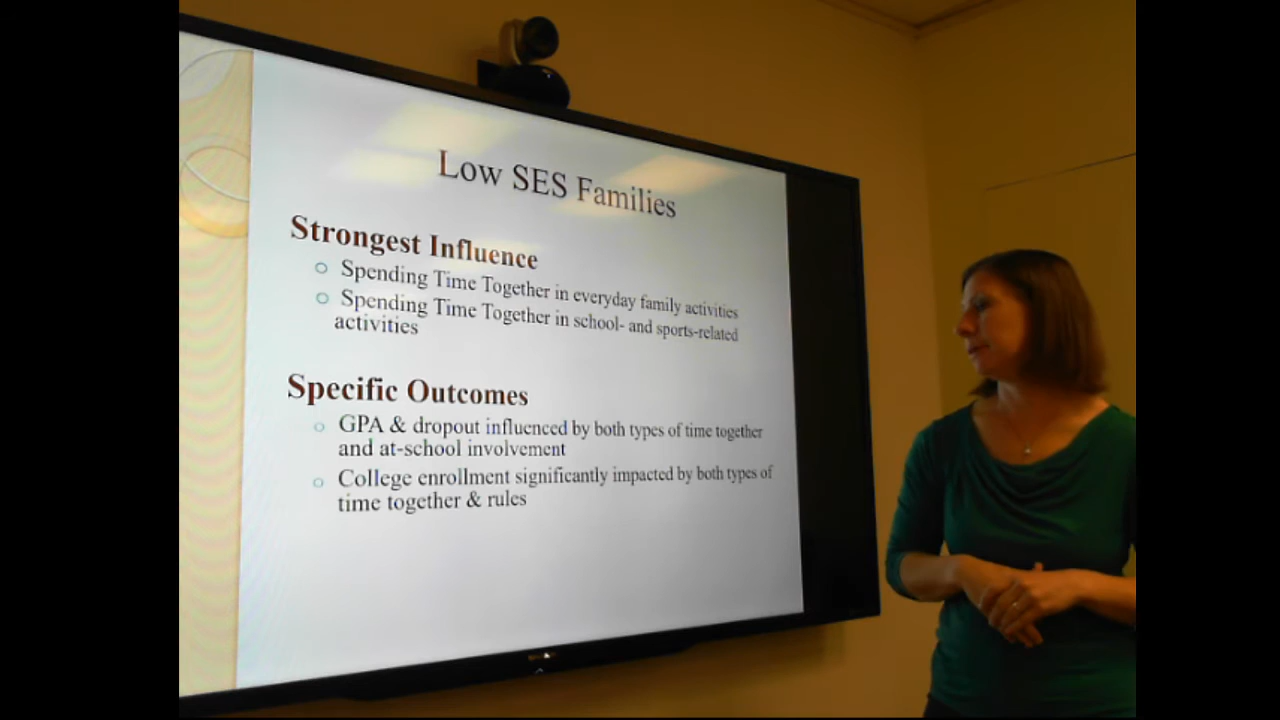 Low SES Families
Strongest Influence
Spending Time Together in everyday family activities
Spending Time Together in school- and sports-related
activities
Specific Outcomes
GPA & dropout influenced by both types of time together
and at-school involvement
College enrollment significantly impacted by both types of
time together & rules